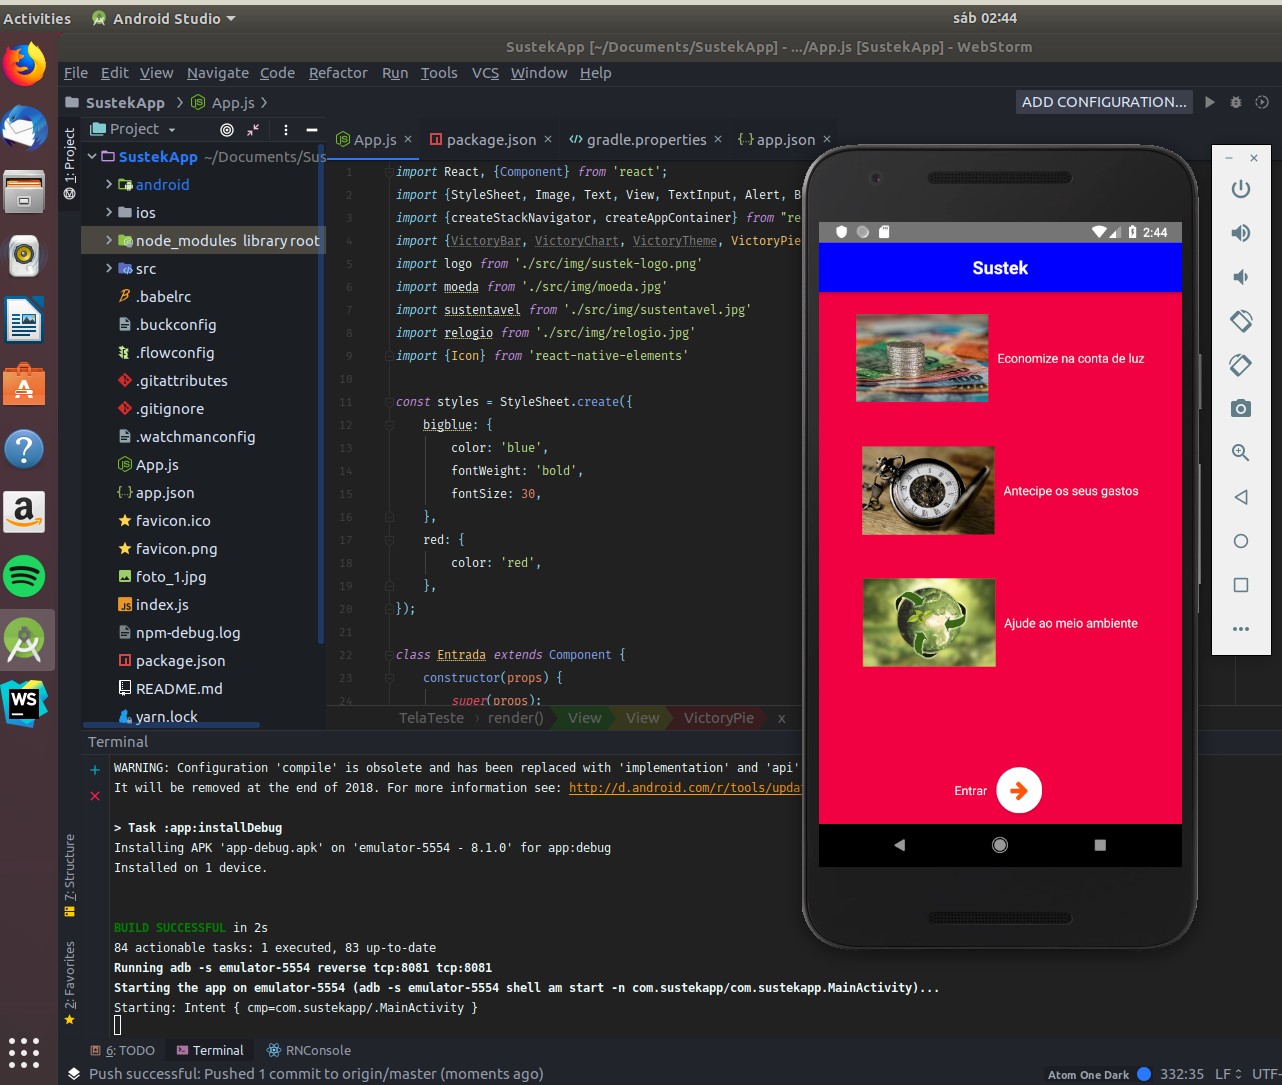 Activities Android Studio sáb 02:44
SustekApp [~/Documents/SustekApp] - .../App.js [SustekApp] - WebStorm
File Edit View Navigate Code Refactor Run Tools VCS Window Help
SustekApp App.js ADD CONFIGURATION...
1: Project
Project
SustekApp ~/Documents/Sus
android
ios
node_modules library root
src
.babelrc
.buckconfig
.flowconfig
.gitattributes
.gitignore
.watchmanconfig
App.js
app.json
favicon.ico
favicon.png
foto_1.jpg
index.js
npm-debug.log
package.json
README.md
yarn.lock
App.js package.json gradle.properties app.json
1 import React, {Component} from 'react';
2 import {StyleSheet, Image, Text, View, TextInput, Alert, B
3 import {createStackNavigator, createAppContainer} from "re
4 import {VictoryBar, VictoryChart, VictoryTheme, VictoryPie
5 import logo from './src/img/sustek-logo.png'
6 import moeda from './src/img/moeda.jpg'
7 import sustentavel from './src/img/sustentavel.jpg'
8 import relogio from './src/img/relogio.jpg'
9 import {Icon} from 'react-native-elements'
10
11 const styles = StyleSheet.create({
12 bigblue: {
13 color: 'blue',
14 fontWeight: 'bold',
15 fontSize: 30,
16 },
17 red: {
18 color: 'red',
19 },
20 });
21
22 class Entrada extends Component {
23 constructor(props) {
24 super(props);
TelaTeste render() View View VictoryPie x
2:44
Sustek
Economize na conta de luz
Antecipe os seus gastos
Ajude ao meio ambiente
Entrar
Terminal
WARNING: Configuration 'compile' is obsolete and has been replaced with 'implementation' and 'api'
It will be removed at the end of 2018. For more information see: http://d.android.com/r/tools/upda
> Task :app:installDebug
Installing APK 'app-debug.apk' on 'emulator-5554 - 8.1.0' for app:debug
Installed on 1 device.
BUILD SUCCESSFUL in 2s
84 actionable tasks: 1 executed, 83 up-to-date
Running adb -s emulator-5554 reverse tcp:8081 tcp:8081
Starting the app on emulator-5554 (adb -s emulator-5554 shell am start -n com.sustekapp/com.sustekapp.MainActivity)...
Starting: Intent { cmp=com.sustekapp/.MainActivity }
7: Structure
2: Favorites
6: TODO Terminal RNConsole
Push successful: Pushed 1 commit to origin/master (moments ago) Atom One Dark 332:35 LF UTF-
WS